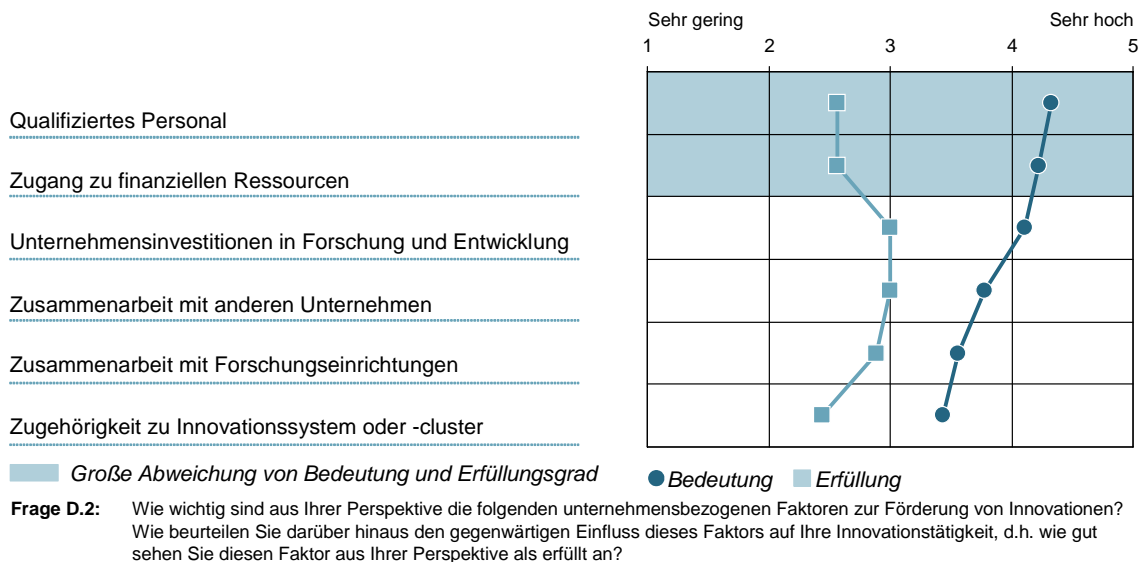 Sehr gering Sehr hoch
1 2 3 4 5
Qualifiziertes Personal
Zugang zu finanziellen Ressourcen
Unternehmensinvestitionen in Forschung und Entwicklung
Zusammenarbeit mit anderen Unternehmen
Zusammenarbeit mit Forschungseinrichtungen
Zugehörigkeit zu Innovationssystem oder -cluster
Große Abweichung von Bedeutung und Erfüllungsgrad Bedeutung Erfüllung
Frage D.2: Wie wichtig sind aus Ihrer Perspektive die folgenden unternehmensbezogenen Faktoren zur Förderung von Innovationen?
Wie beurteilen Sie darüber hinaus den gegenwärtigen Einfluss dieses Faktors auf Ihre Innovationstätigkeit, d.h. wie gut
sehen Sie diesen Faktor aus Ihrer Perspektive als erfüllt an?